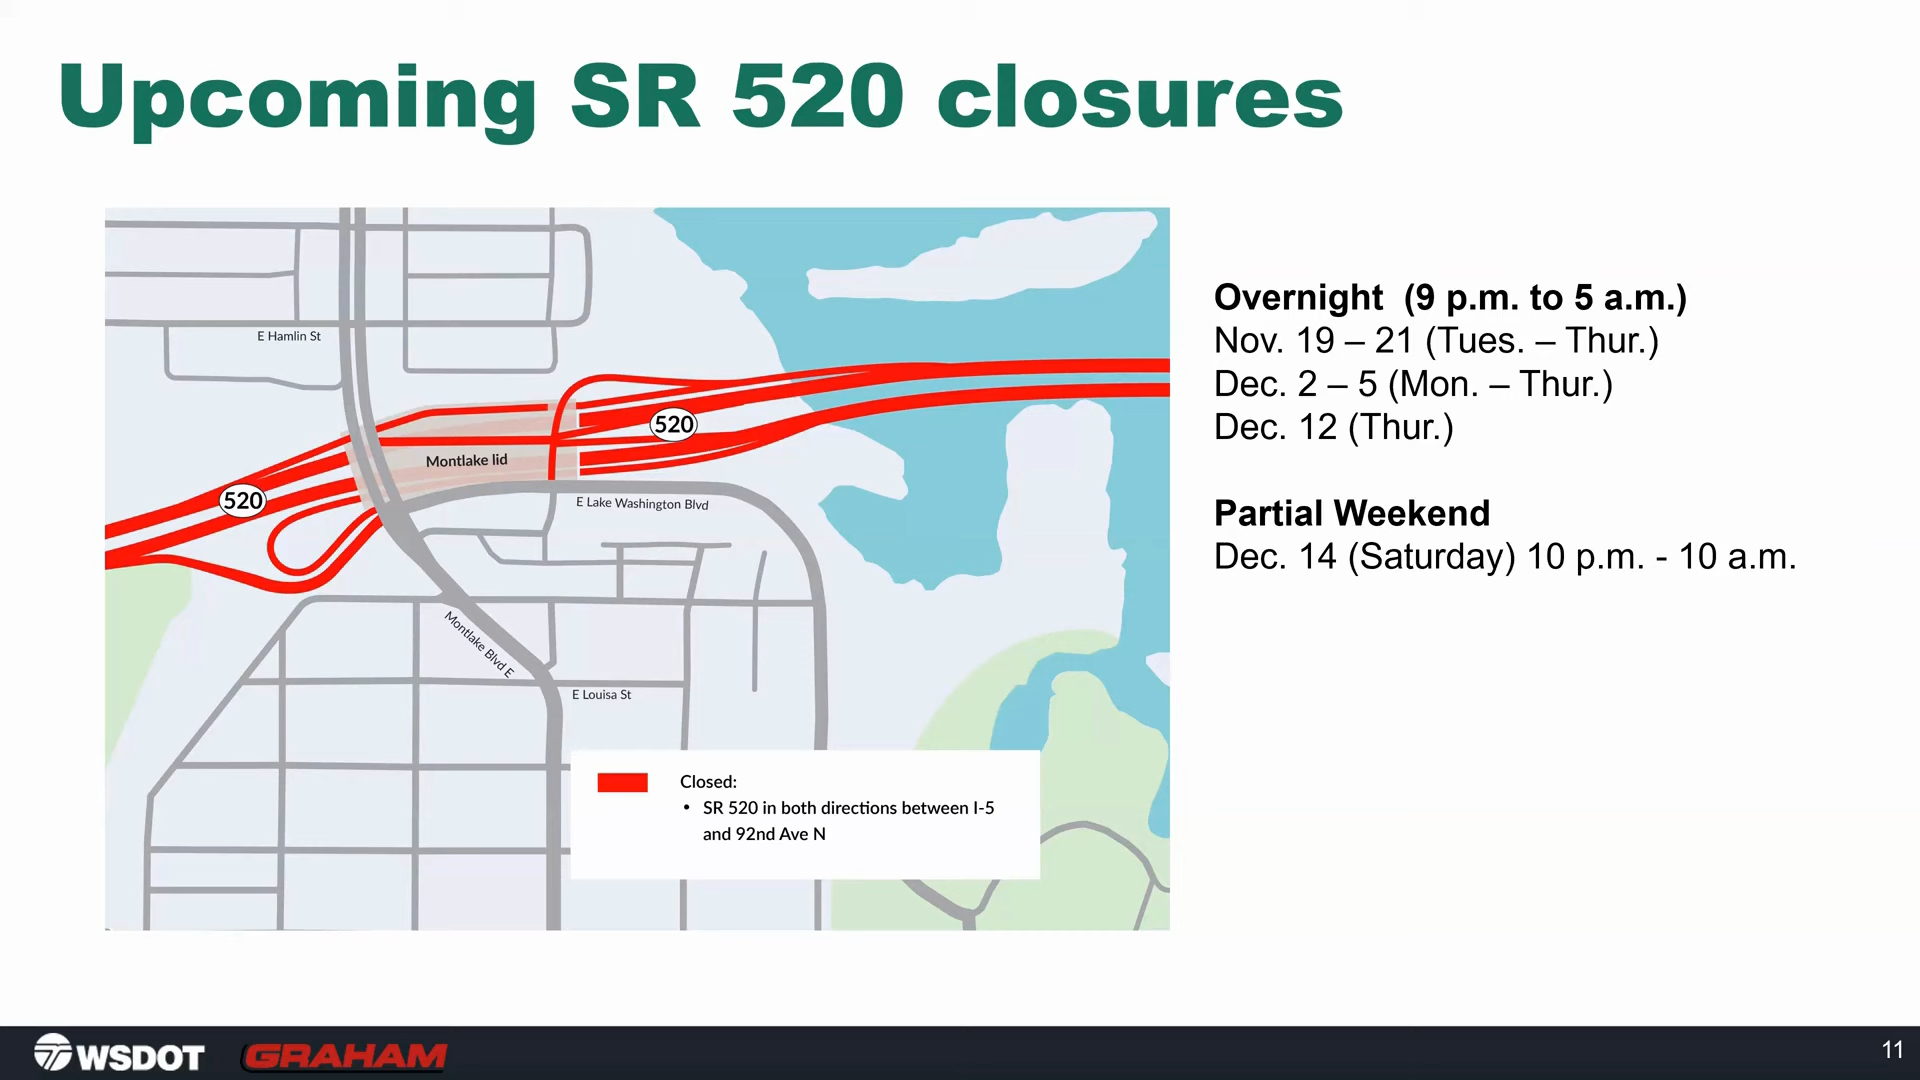 Upcoming SR 520 closures
E Hamlin St
520
Montlake lid
520
E Lake Washington Blvd
Montlake Blvd E
E Louisa St
Closed:
• SR 520 in both directions between I-5
and 92nd Ave N
Overnight (9 p.m. to 5 a.m.)
Nov. 19 – 21 (Tues. – Thur.)
Dec. 2 – 5 (Mon. – Thur.)
Dec. 12 (Thur.)
Partial Weekend
Dec. 14 (Saturday) 10 p.m. - 10 a.m.
WSDOT
GRAHAM
11